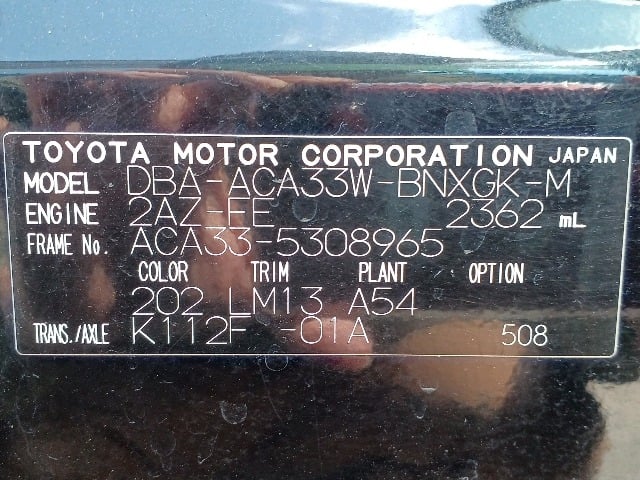 TOYOTA MOTOR CORPORATION JAPAN
MODEL DBA-ACA33W-BNXGK-M
ENGINE 2AZ-FE 2362 mL
FRAME No. ACA33-5308965
COLOR TRIM PLANT OPTION
202 LM13 A54
TRANS./AXLE K112F -01A 508